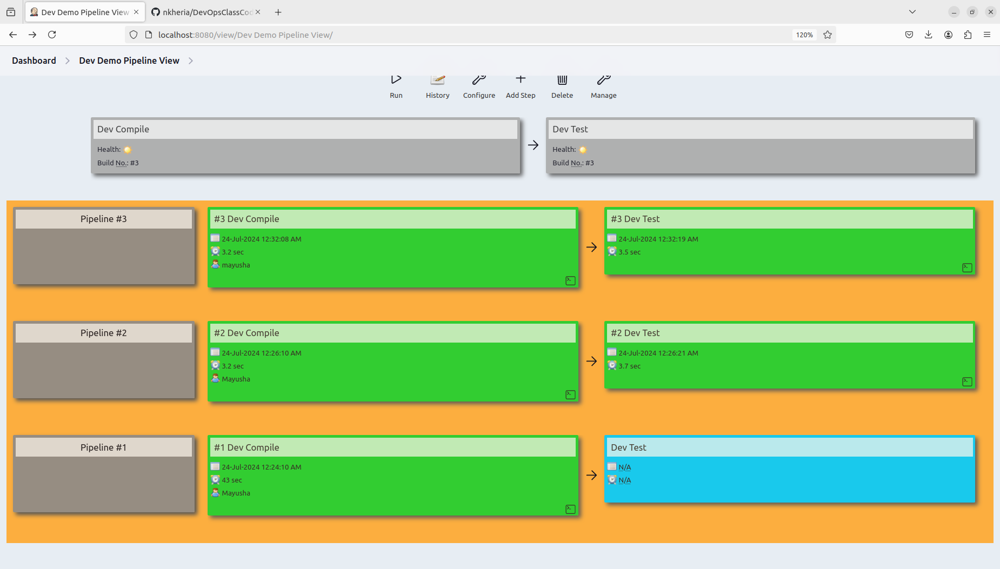 Dev Demo Pipeline View
nkheria/DevOpsClassCod
localhost:8080/view/Dev Demo Pipeline View/
120%
Dashboard
Dev Demo Pipeline View
Run
History
Configure
Add Step
Delete
Manage
Dev Compile
Health:
Build No.: #3
Dev Test
Health:
Build No.: #3
Pipeline #3
#3 Dev Compile
24-Jul-2024 12:32:08 AM
3.2 sec
mayusha
#3 Dev Test
24-Jul-2024 12:32:19 AM
3.5 sec
Pipeline #2
#2 Dev Compile
24-Jul-2024 12:26:10 AM
3.2 sec
Mayusha
#2 Dev Test
24-Jul-2024 12:26:21 AM
3.7 sec
Pipeline #1
#1 Dev Compile
24-Jul-2024 12:24:10 AM
43 sec
Mayusha
Dev Test
N/A
N/A